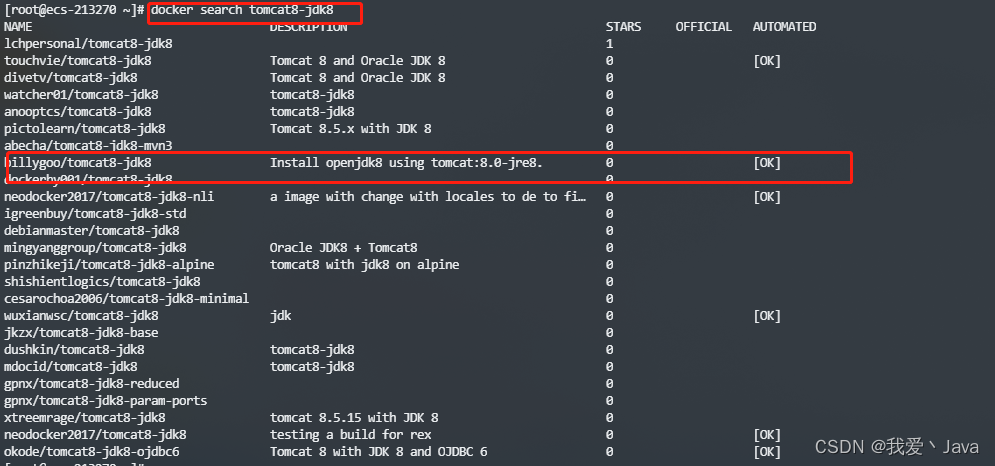 [root@ecs-213270 ~]# docker search tomcat8-jdk8
NAME DESCRIPTION STARS OFFICIAL AUTOMATED
lchpersonal/tomcat8-jdk8 1
touchvie/tomcat8-jdk8 Tomcat 8 and Oracle JDK 8 0 [OK]
divetv/tomcat8-jdk8 Tomcat 8 and Oracle JDK 8 0
watcher01/tomcat8-jdk8 tomcat8-jdk8 0
anooptcs/tomcat8-jdk8 tomcat8-jdk8 0
pictolearn/tomcat8-jdk8 Tomcat 8.5.x with JDK 8 0
abecha/tomcat8-jdk8-mvn3 0
billygoo/tomcat8-jdk8 Install openjdk8 using tomcat:8.0-jre8. 0 [OK]
dockerhy001/tomcat8-jdk8 0
neodocker2017/tomcat8-jdk8-nli a image with change with locales to de to fi… 0 [OK]
igreenbuy/tomcat8-jdk8-std 0
debianmaster/tomcat8-jdk8 0
mingyanggroup/tomcat8-jdk8 Oracle JDK8 + Tomcat8 0
pinzhikeji/tomcat8-jdk8-alpine tomcat8 with jdk8 on alpine 0
shishientlogics/tomcat8-jdk8 0
cesarochoa2006/tomcat8-jdk8-minimal 0
wuxianwsc/tomcat8-jdk8 jdk 0 [OK]
jkzx/tomcat8-jdk8-base 0
dushkin/tomcat8-jdk8 tomcat8-jdk8 0
mdocid/tomcat8-jdk8 tomcat8-jdk8 0
gpnx/tomcat8-jdk8-reduced 0
gpnx/tomcat8-jdk8-param-ports 0
xtreemrage/tomcat8-jdk8 tomcat 8.5.15 with JDK 8 0
neodocker2017/tomcat8-jdk8 testing a build for rex 0 [OK]
okode/tomcat8-jdk8-ojdbc6 Tomcat 8 with JDK 8 and OJDBC 6 0 [OK]
CSDN @我爱丶Java